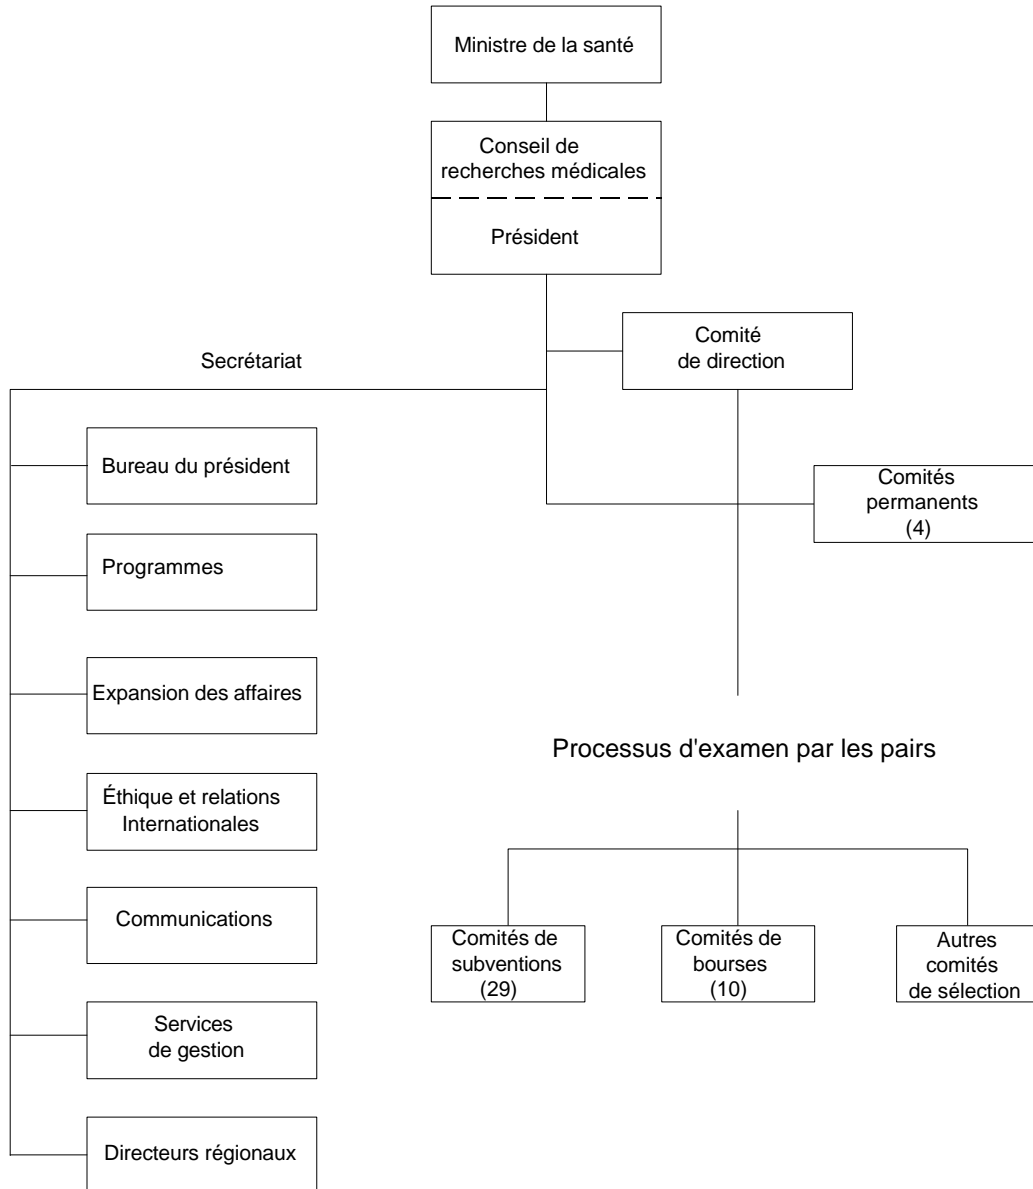 Ministre de la santé
Conseil de
recherches médicales
Président
Comité
de direction
Secrétariat
Bureau du président
Comités
permanents
(4)
Programmes
Expansion des affaires
Processus d'examen par les pairs
Éthique et relations
Internationales
Communications
Comités de
subventions
(29)
Comités de
bourses
(10)
Autres
comités
de sélection
Services
de gestion
Directeurs régionaux